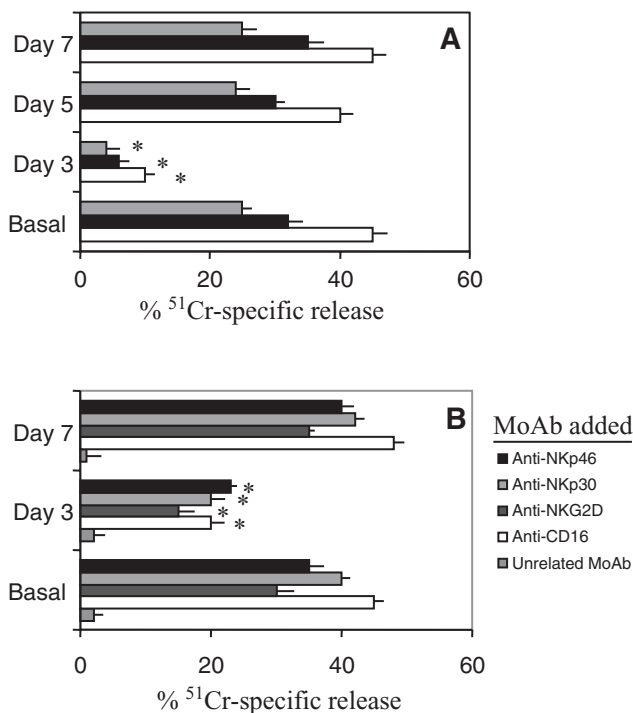 A
Day 7
Day 5
Day 3
*
*
*
Basal
0 20 40 60
% ⁵¹Cr-specific release
B
Day 7
Day 3
*
*
*
*
Basal
0 20 40 60
% ⁵¹Cr-specific release
MoAb added
Anti-NKp46
Anti-NKp30
Anti-NKG2D
Anti-CD16
Unrelated MoAb